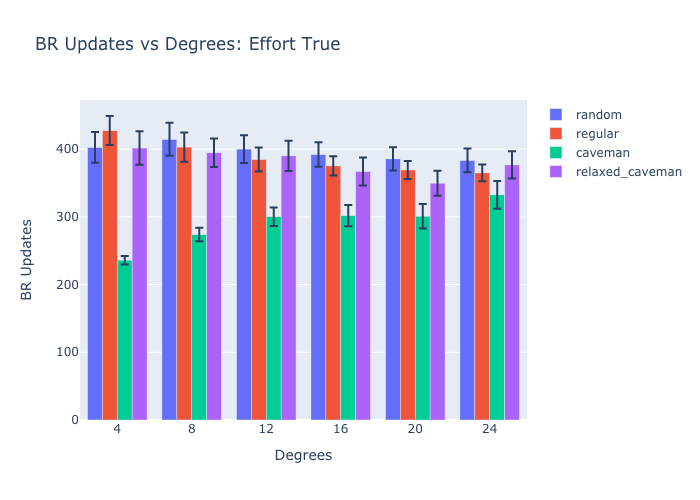 BR Updates vs Degrees: Effort True
random
regular
caveman
relaxed_caveman
BR Updates
400
300
200
100
0
4
8
12
16
20
24
Degrees